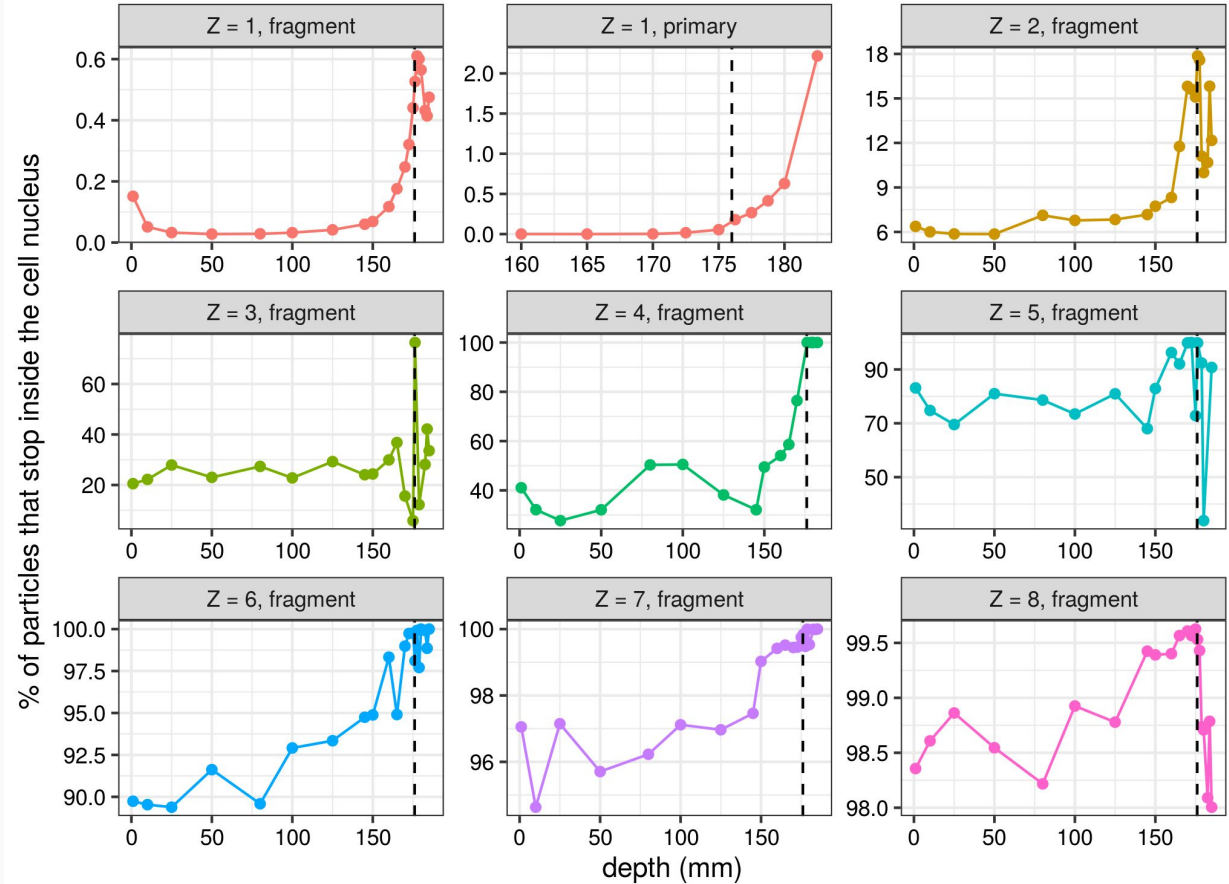 % of particles that stop inside the cell nucleus
Z = 1, fragment
0.6
0.4
0.2
0.0
0 50 100 150
Z = 1, primary
2.0
1.5
1.0
0.5
0.0
160 165 170 175 180
Z = 2, fragment
18
15
12
9
6
0 50 100 150
Z = 3, fragment
60
40
20
0 50 100 150
Z = 4, fragment
100
80
60
40
0 50 100 150
Z = 5, fragment
90
70
50
0 50 100 150
Z = 6, fragment
100.0
97.5
95.0
92.5
90.0
0 50 100 150
Z = 7, fragment
100
98
96
0 50 100 150
Z = 8, fragment
99.5
99.0
98.5
98.0
0 50 100 150
depth (mm)